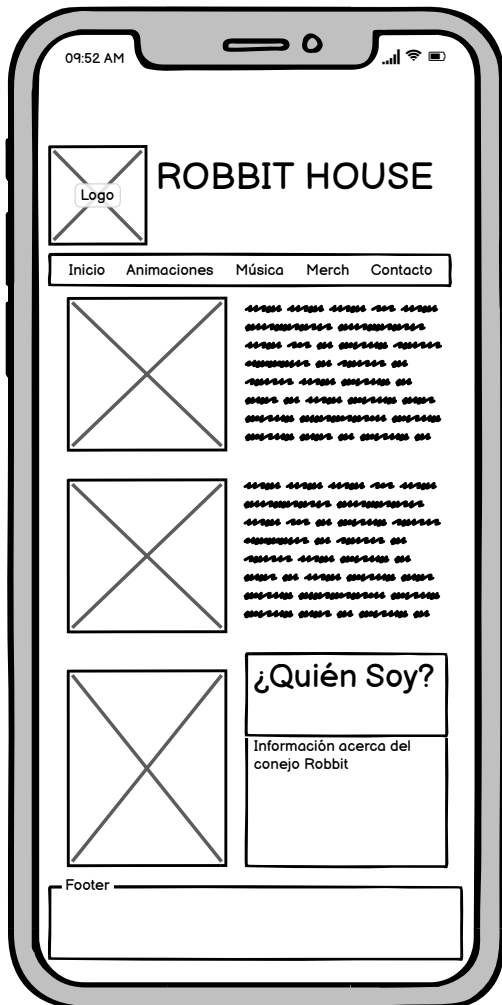 09:52 AM
Logo
ROBBIT HOUSE
Inicio Animaciones Música Merch Contacto
¿Quién Soy?
Información acerca del
conejo Robbit
Footer